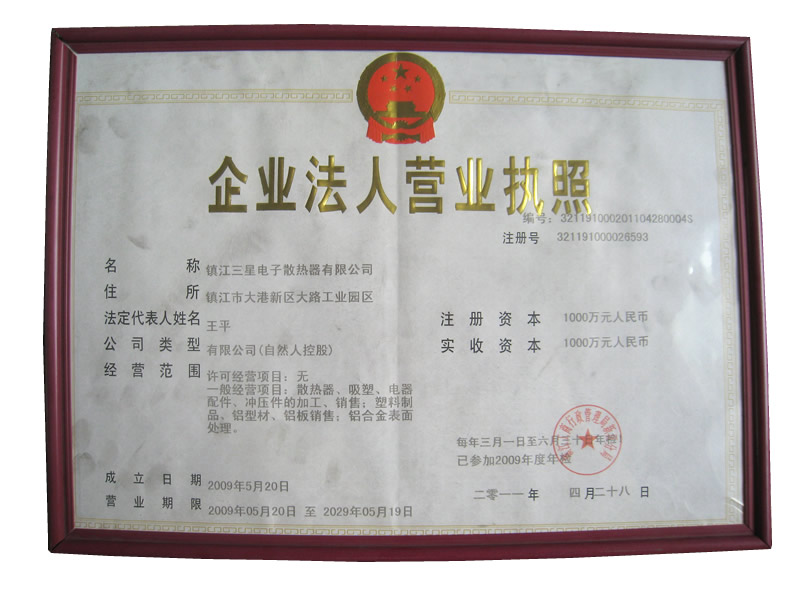 企业法人营业执照
编号：321191000201104280004S
注册号 321191000026593
名称 镇江三星电子散热器有限公司
住所 镇江市大港新区大路工业园区
法定代表人姓名 王平
注册资本 1000万元人民币
公司类型 有限公司(自然人控股)
实收资本 1000万元人民币
经营范围 许可经营项目：无
一般经营项目：散热器、吸塑、电器
配件、冲压件的加工、销售；塑料制
品、铝型材、铝板销售；铝合金表面
处理。
每年三月一日至六月三十日年检!
已参加2009年度年检
成立日期 2009年5月20日
营业期限 2009年05月20日 至 2029年05月19日
二零一一年 四月二十八日